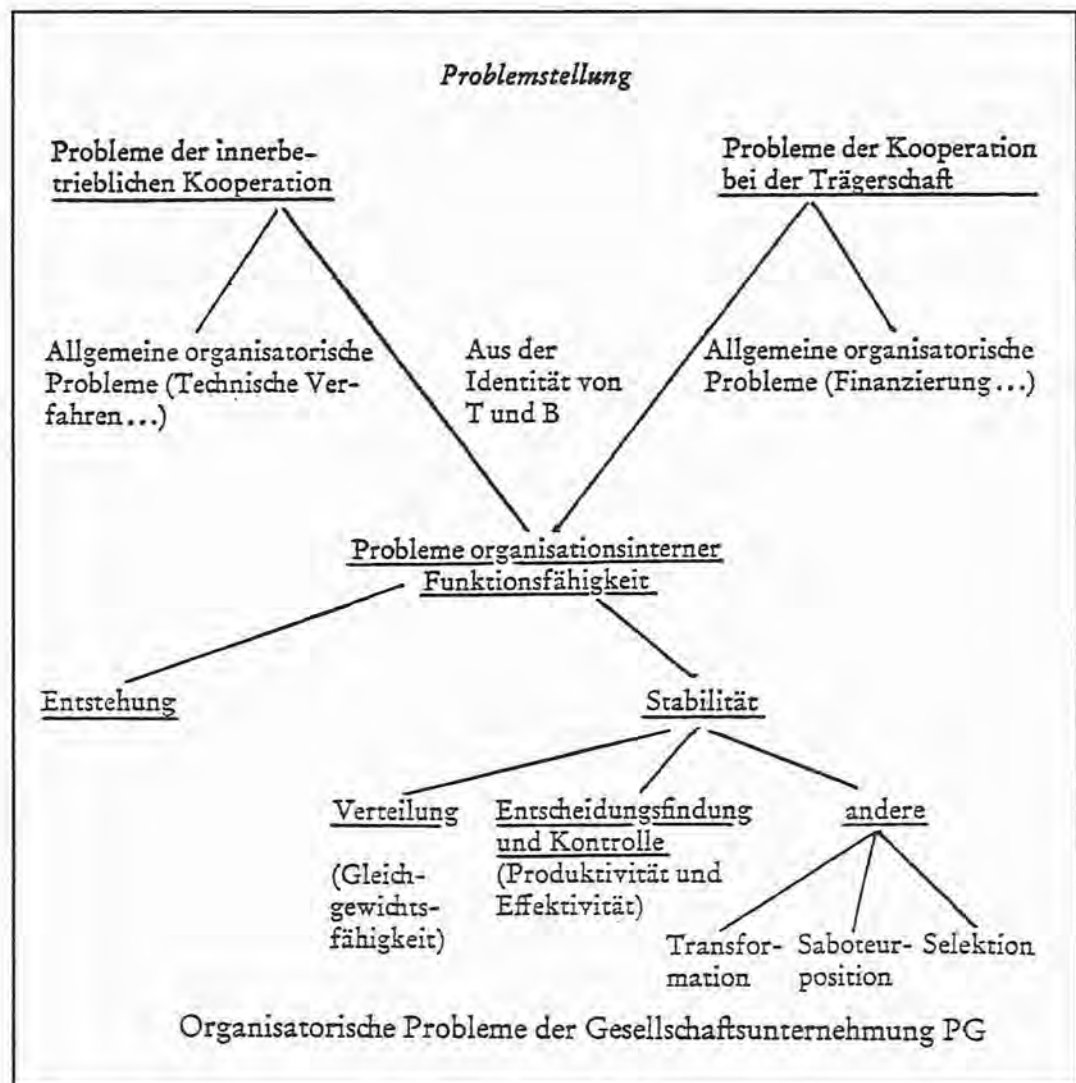 Problemstellung
Probleme der innerbe-
trieblichen Kooperation
Probleme der Kooperation
bei der Trägerschaft
Allgemeine organisatorische
Probleme (Technische Ver-
fahren...)
Aus der
Identität von
T und B
Allgemeine organisatorische
Probleme (Finanzierung...)
Probleme organisationsinterner
Funktionsfähigkeit
Entstehung
Stabilität
Verteilung
(Gleich-
gewichts-
fähigkeit)
Entscheidungsfindung
und Kontrolle
(Produktivität und
Effektivität)
andere
Transfor-
mation
Saboteur-
position
Selektion
Organisatorische Probleme der Gesellschaftsunternehmung PG